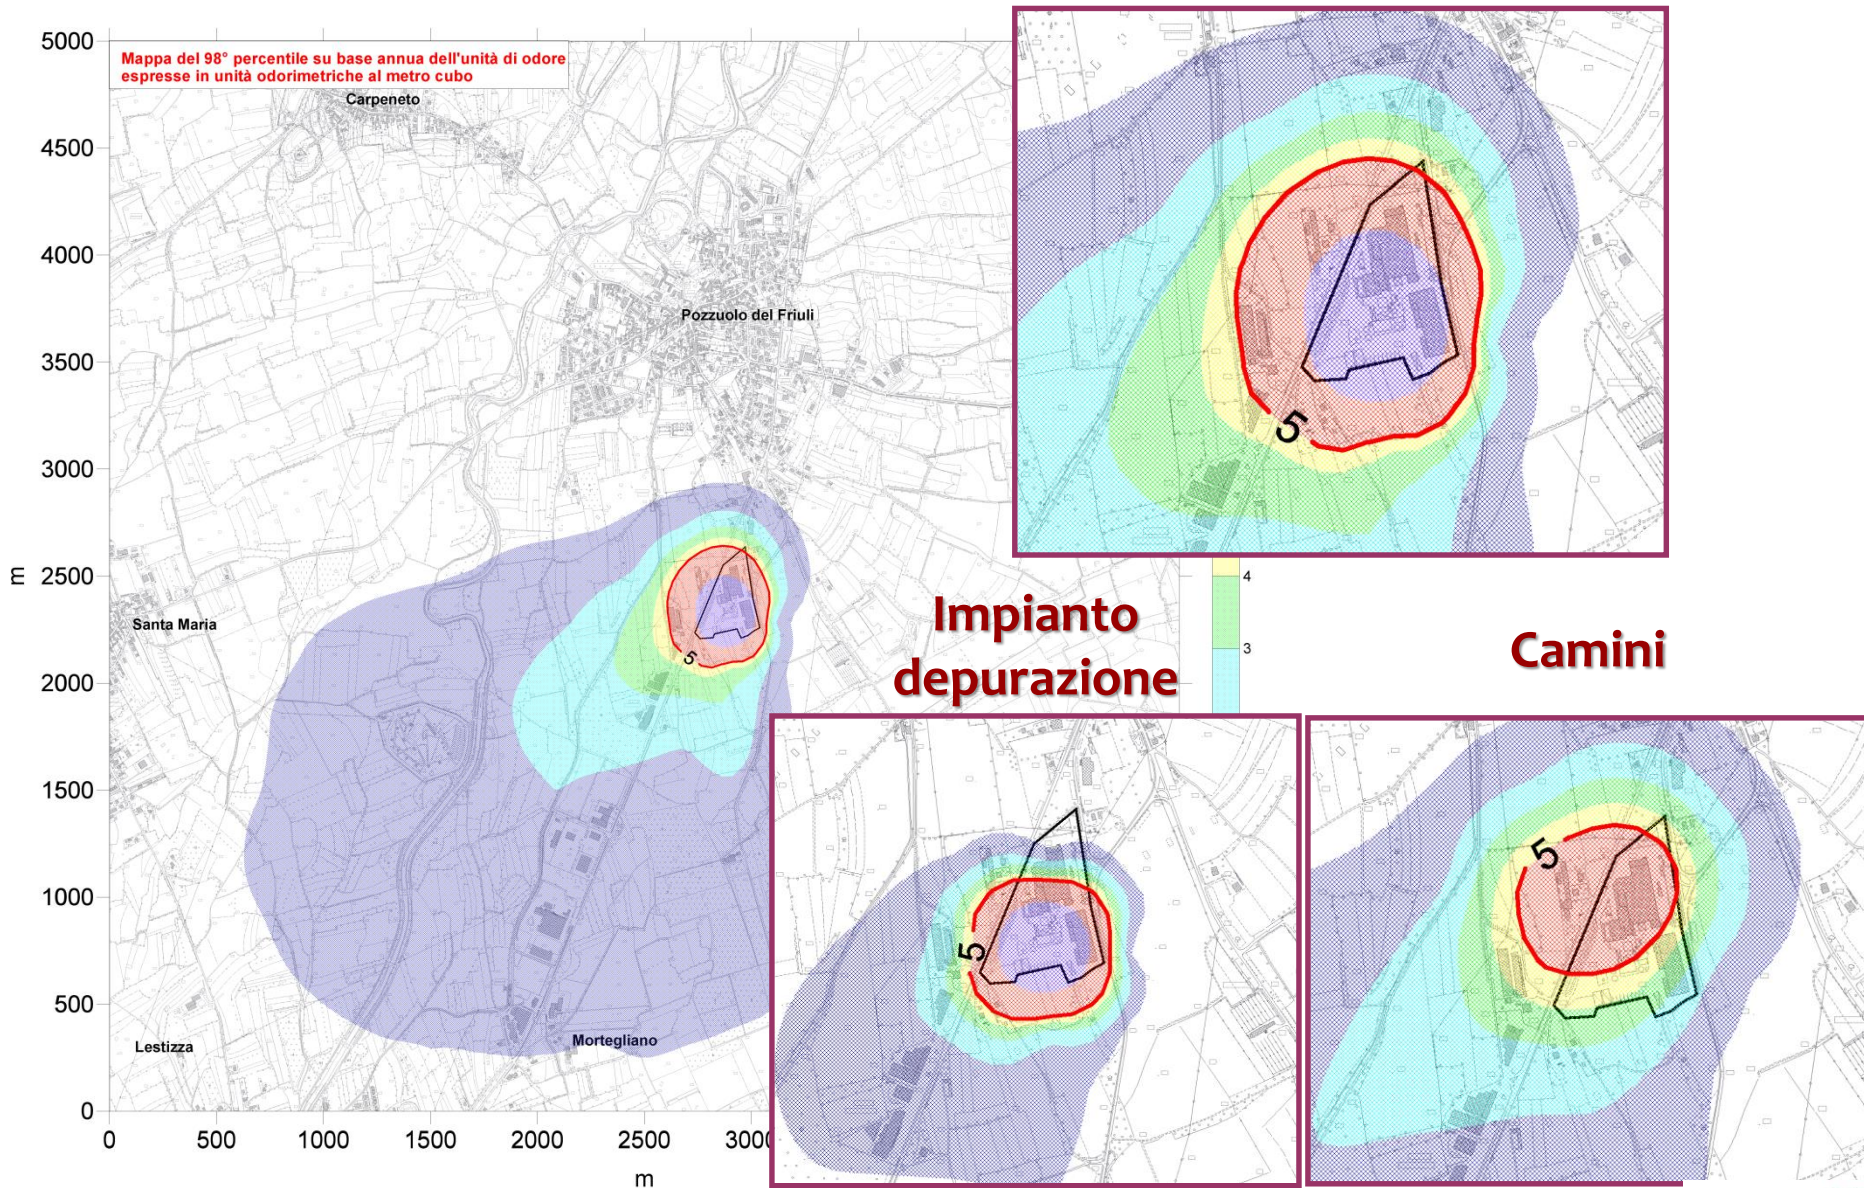 5000
Mappa del 98° percentile su base annua dell'unità di odore
espresse in unità odorimetriche al metro cubo
Carpeneto
4500
4000
Pozzuolo del Friuli
3500
5
3000
2500
4
Impianto
depurazione
Santa Maria
Camini
3
5
2000
m
1500
5
5
1000
500
Mortegliano
Lestizza
0
0 500 1000 1500 2000 2500 3000
m